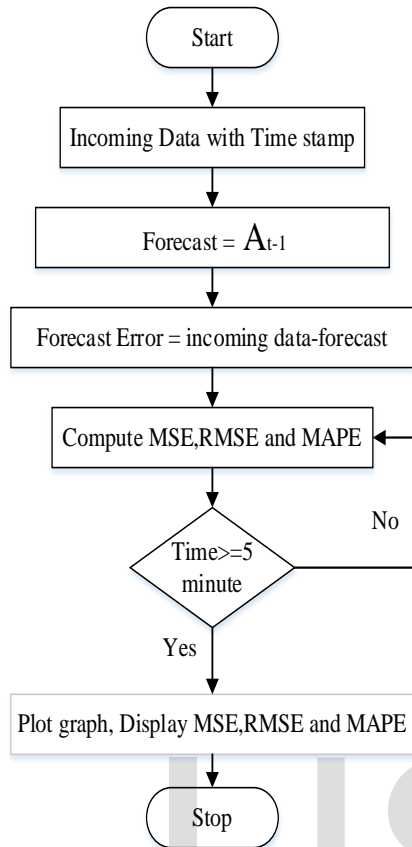 Start
Incoming Data with Time stamp
Forecast = At-1
Forecast Error = incoming data-forecast
Compute MSE,RMSE and MAPE
No
Time>=5
minute
Yes
Plot graph, Display MSE,RMSE and MAPE
Stop